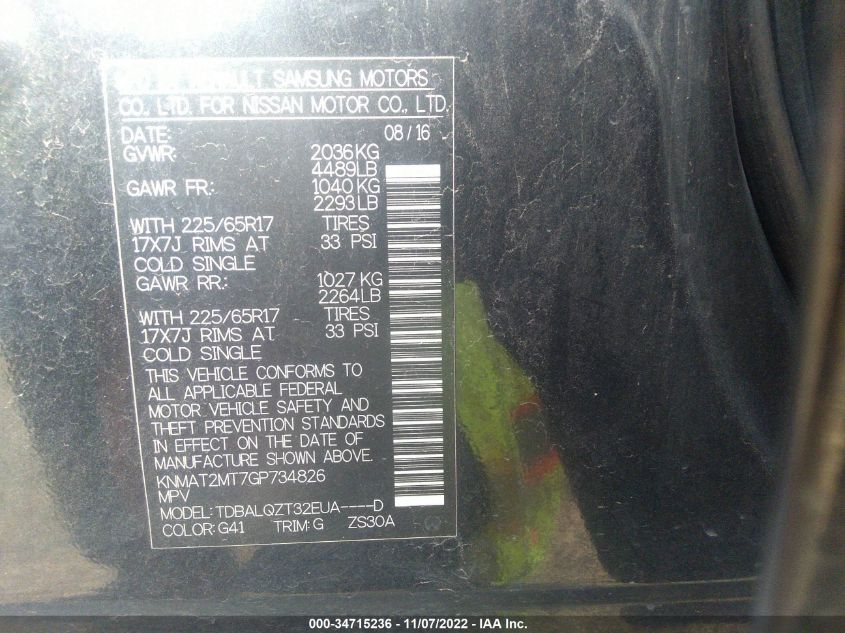 SAMSUNG MOTORS
CO., LTD. FOR NISSAN MOTOR CO., LTD.
DATE: 08/16
GVWR: 2036KG
4489LB
GAWR FR: 1040KG
2293LB
WITH 225/65R17 TIRES
17X7J RIMS AT 33 PSI
COLD SINGLE
GAWR RR: 1027KG
2264LB
WITH 225/65R17 TIRES
17X7J RIMS AT 33 PSI
COLD SINGLE
THIS VEHICLE CONFORMS TO
ALL APPLICABLE FEDERAL
MOTOR VEHICLE SAFETY AND
THEFT PREVENTION STANDARDS
IN EFFECT ON THE DATE OF
MANUFACTURE SHOWN ABOVE.
KNMAT2MT7GP734826
MPV
MODEL: TDBALQZT32EUA----D
COLOR:G41 TRIM:G ZS30A
000-34715236 - 11/07/2022 - IAA Inc.